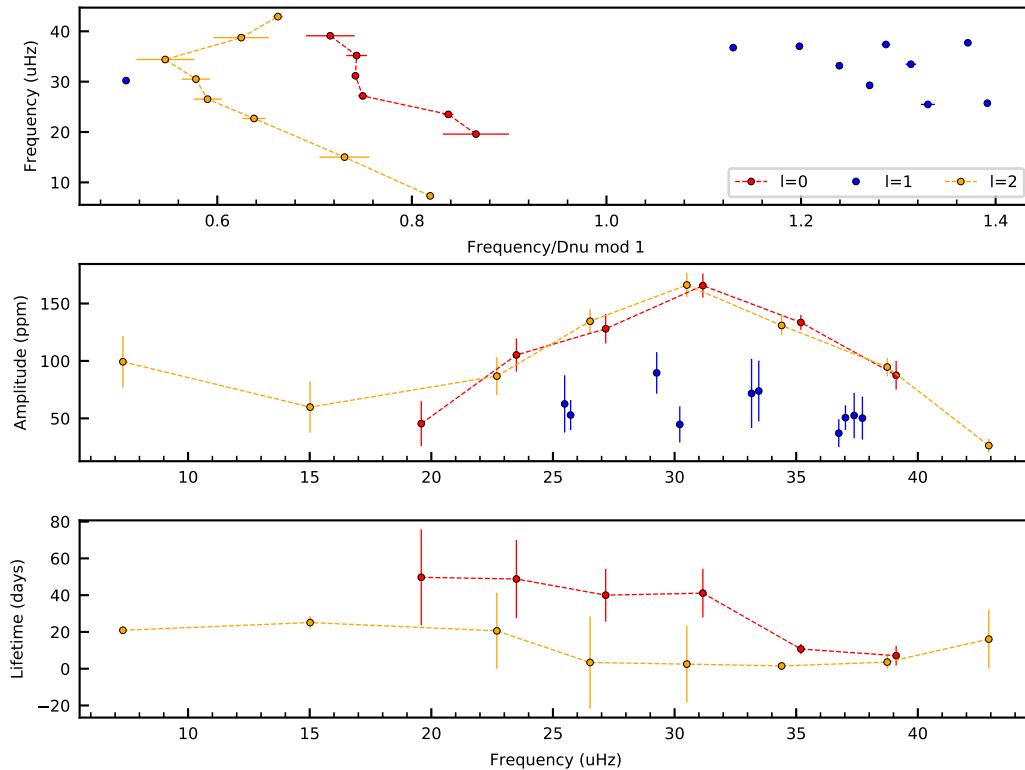 40
30
20
10
Frequency (uHz)
l=0 l=1 l=2
0.6 0.8 1.0 1.2 1.4
Frequency/Dnu mod 1
150
100
50
Amplitude (ppm)
10 15 20 25 30 35 40
80
60
40
20
0
−20
Lifetime (days)
10 15 20 25 30 35 40
Frequency (uHz)